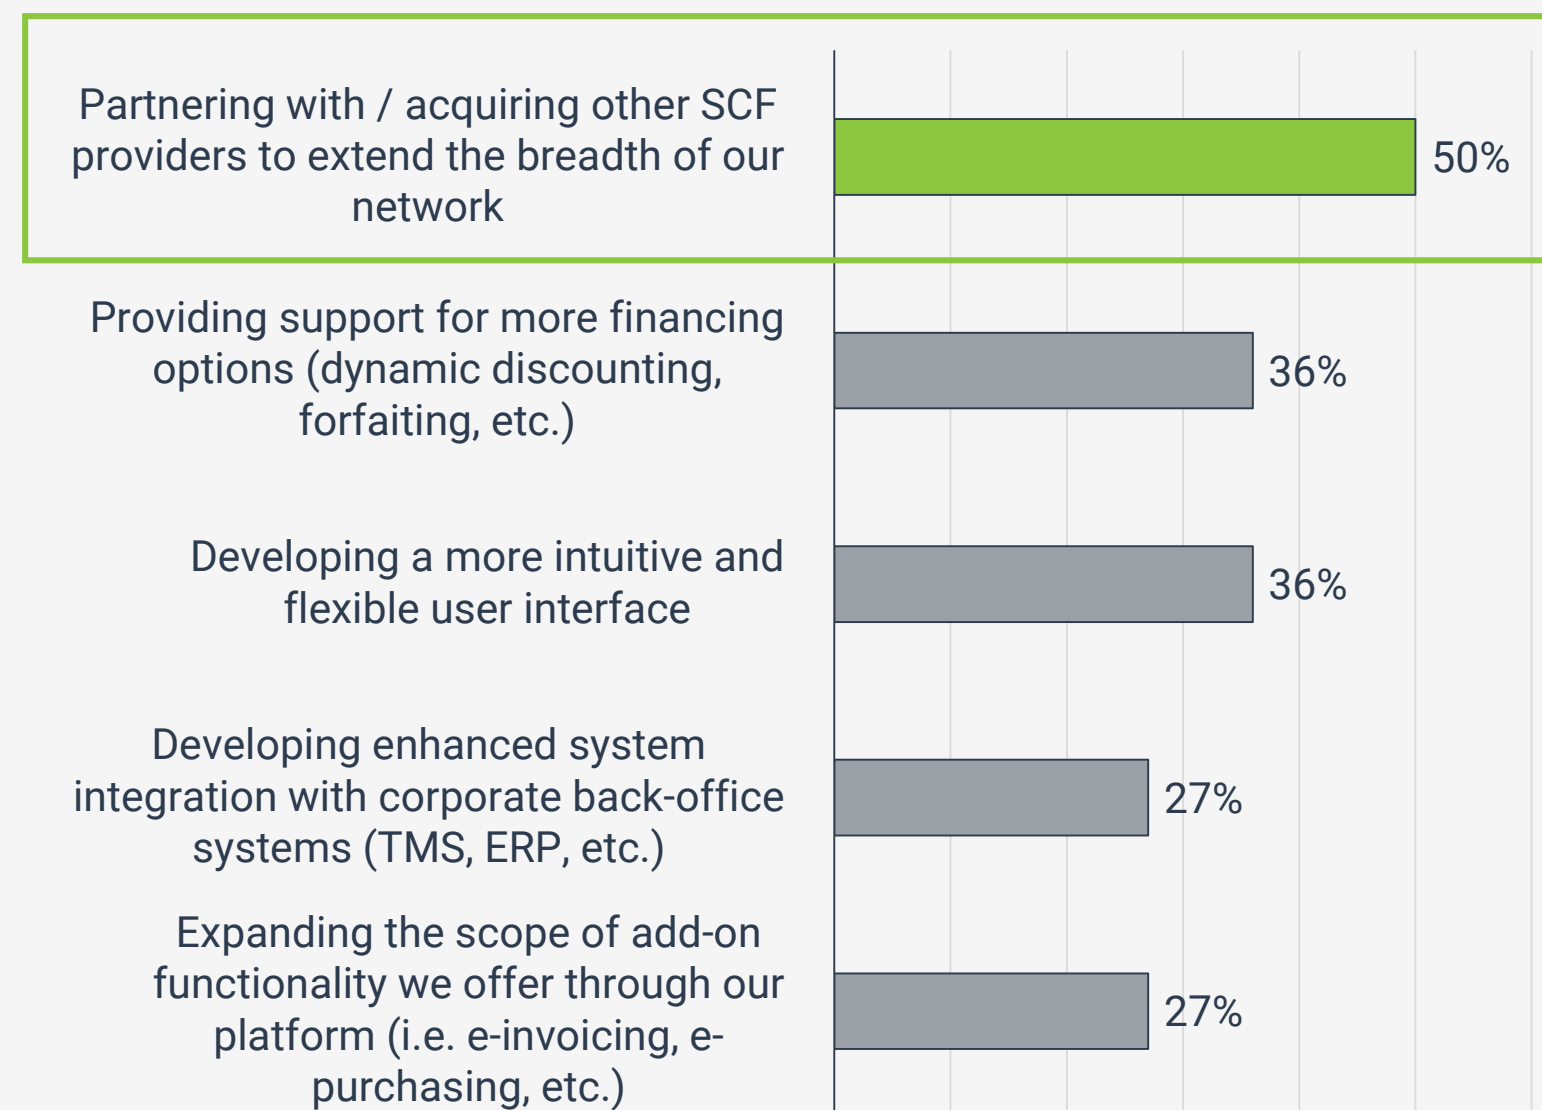 Partnering with / acquiring other SCF
providers to extend the breadth of our
network
50%
Providing support for more financing
options (dynamic discounting,
forfaiting, etc.)
36%
Developing a more intuitive and
flexible user interface
36%
Developing enhanced system
integration with corporate back-office
systems (TMS, ERP, etc.)
27%
Expanding the scope of add-on
functionality we offer through our
platform (i.e. e-invoicing, e-
purchasing, etc.)
27%